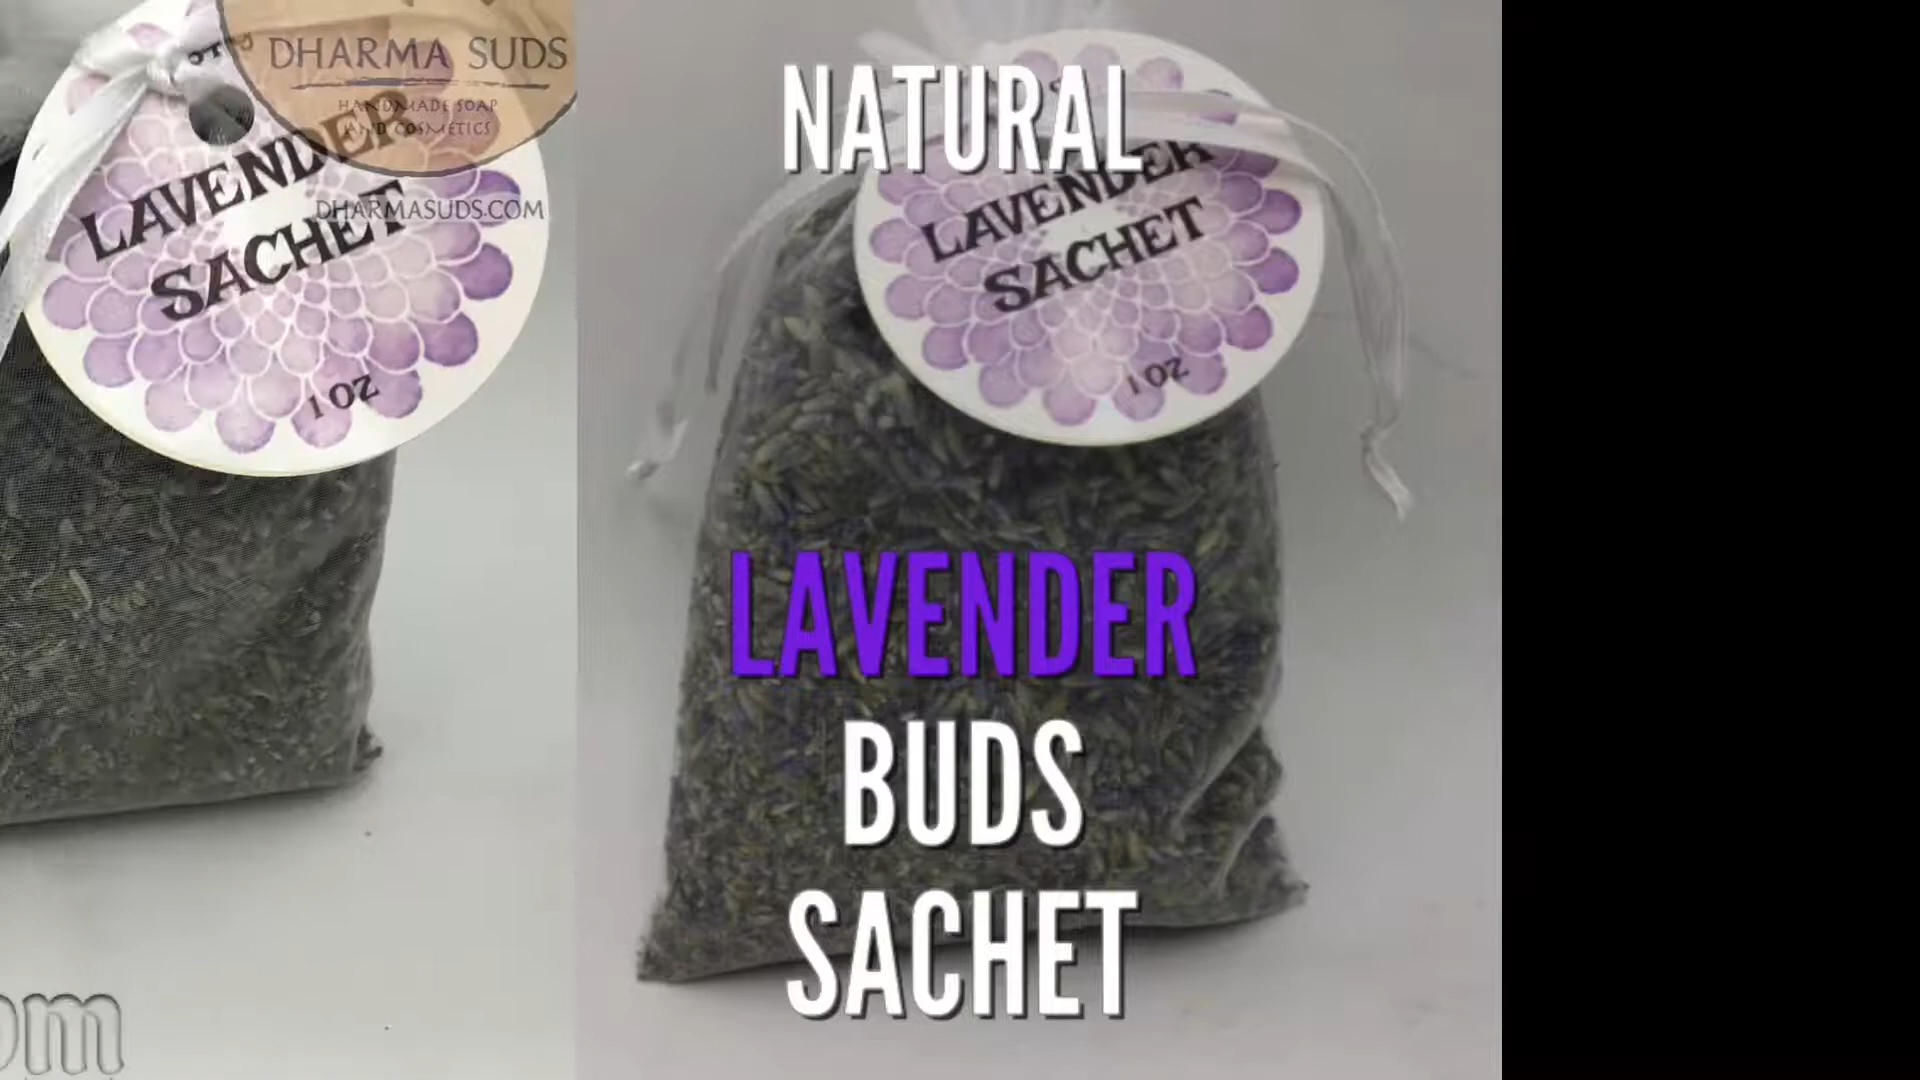 DHARMA SUDS
HANDMADE SOAP
AND COSMETICS
DHARMASUDS.COM
LAVENDER
SACHET
1 OZ
om
NATURAL
LAVENDER
SACHET
1 OZ
LAVENDER
BUDS
SACHET